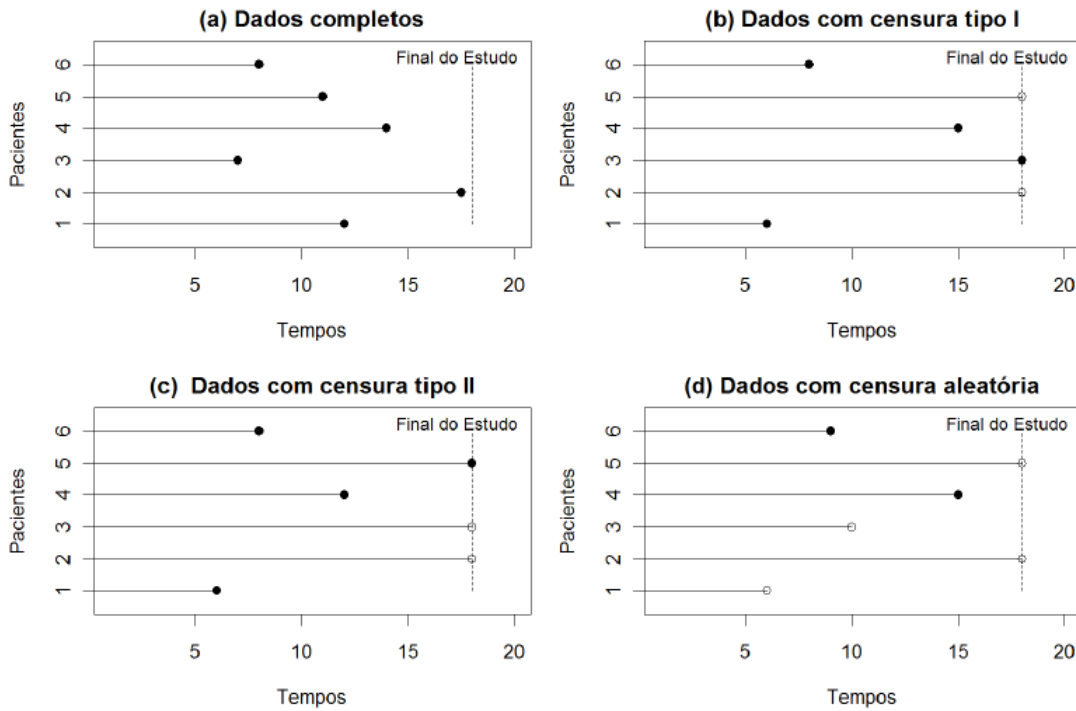 (a) Dados completos
Final do Estudo
Pacientes
6
5
4
3
2
1
5 10 15 20
Tempos
(b) Dados com censura tipo I
Final do Estudo
Pacientes
6
5
4
3
2
1
5 10 15 20
Tempos
(c) Dados com censura tipo II
Final do Estudo
Pacientes
6
5
4
3
2
1
5 10 15 20
Tempos
(d) Dados com censura aleatória
Final do Estudo
Pacientes
6
5
4
3
2
1
5 10 15 20
Tempos